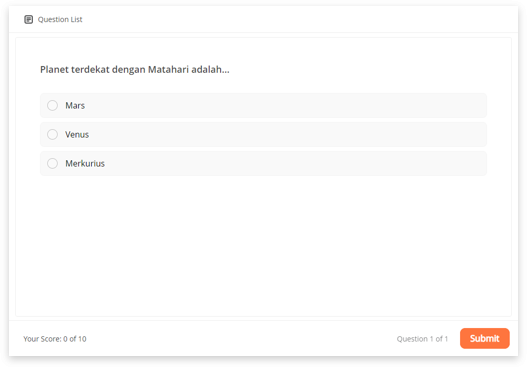 Question List
Planet terdekat dengan Matahari adalah...
Mars
Venus
Merkurius
Your Score: 0 of 10
Question 1 of 1
Submit